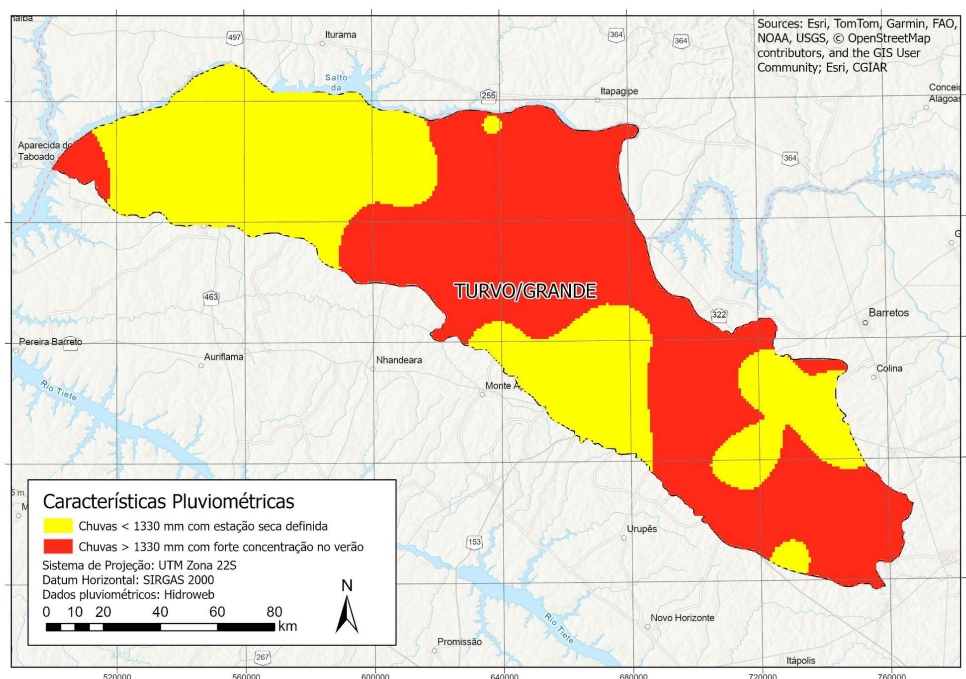 Sources: Esri, TomTom, Garmin, FAO,
NOAA, USGS, © OpenStreetMap
contributors, and the GIS User
Community; Esri, CGIAR
naíba
497
Iturama
364
364
Salto
da
255
Itapagipe
Concei
Alagoas
Aparecida do
Taboado
364
G
463
TURVO/GRANDE
322
Barretos
Pereira Barreto
Auriflama
Nhandeara
Colina
Rio Tiete
Monte A
Características Pluviométricas
Chuvas < 1330 mm com estação seca definida
Chuvas > 1330 mm com forte concentração no verão
Sistema de Projeção: UTM Zona 22S
Datum Horizontal: SIRGAS 2000
Dados pluviométricos: Hidroweb
0 10 20 40 60 80
km
N
5 m
M
153
Urupês
Rio Tiete
Novo Horizonte
Promissão
267
Itápolis
520000 560000 600000 640000 680000 720000 760000